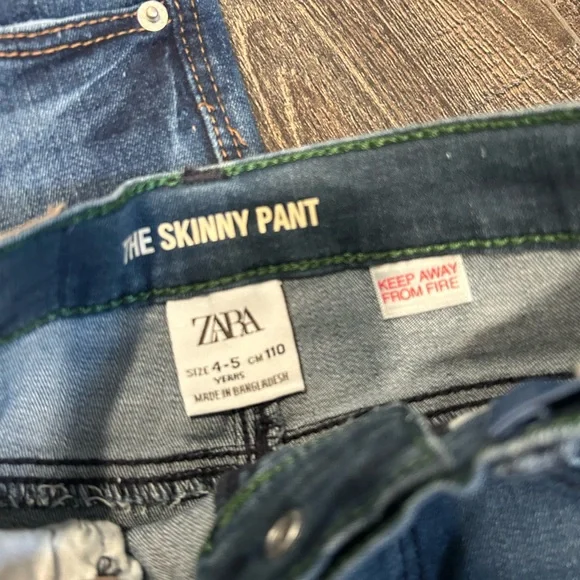 THE SKINNY PANT
KEEP AWAY
FROM FIRE
ZARA
SIZE 4-5 CM 110
YEARS
MADE IN BANGLADESH